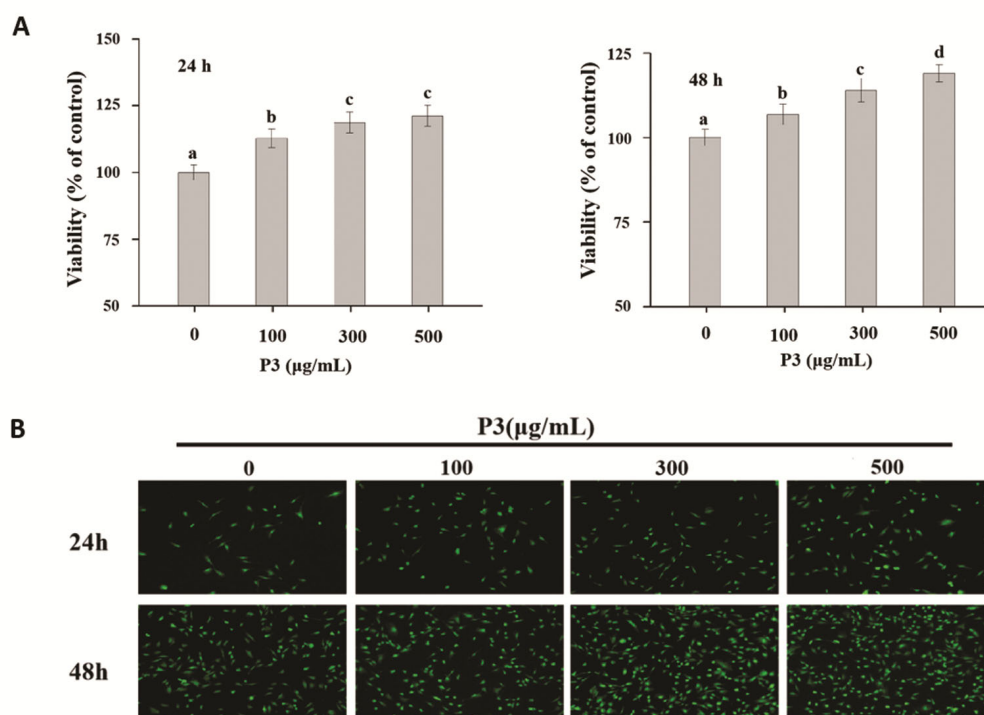 A
150
125
100
75
50
Viability (% of control)
24 h
a
b
c
c
0 100 300 500
P3 (μg/mL)
125
100
75
50
Viability (% of control)
48 h
a
b
c
d
0 100 300 500
P3 (μg/mL)
B
P3(μg/mL)
0 100 300 500
24h
48h